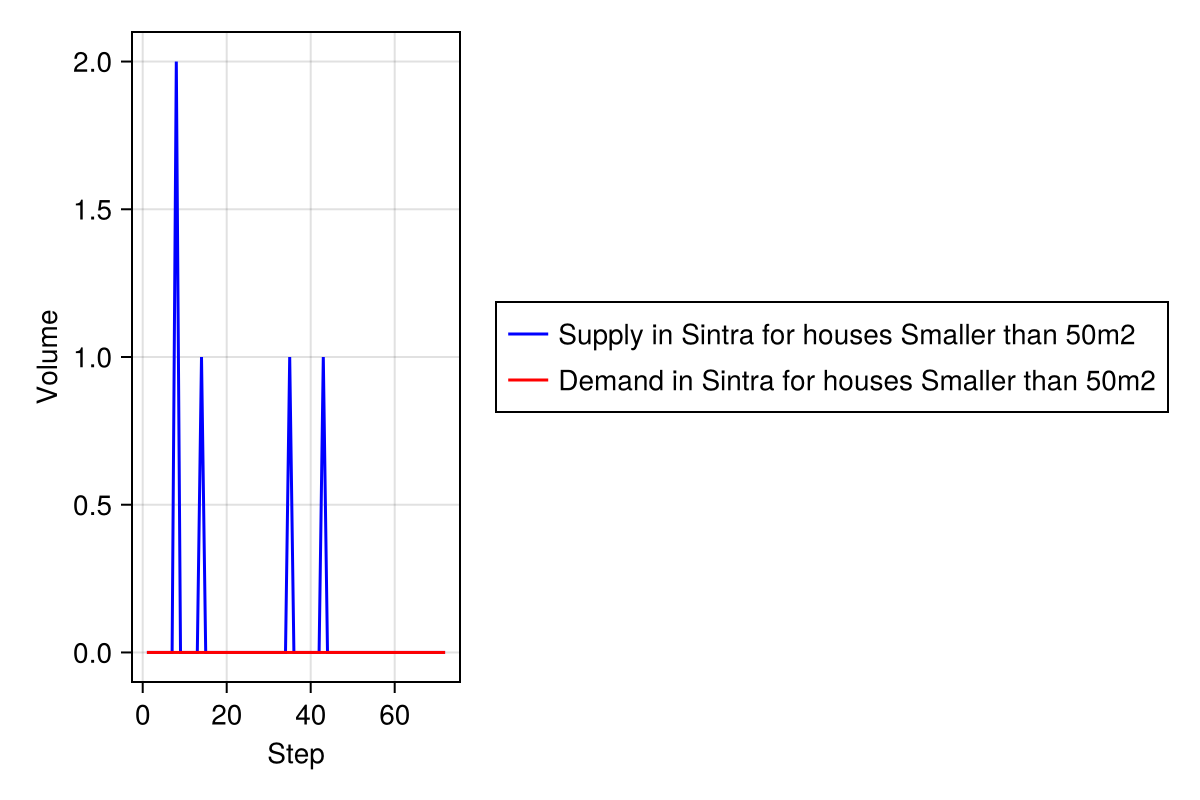 2.0
1.5
1.0
0.5
0.0
Volume
0 20 40 60
Step
Supply in Sintra for houses Smaller than 50m2
Demand in Sintra for houses Smaller than 50m2